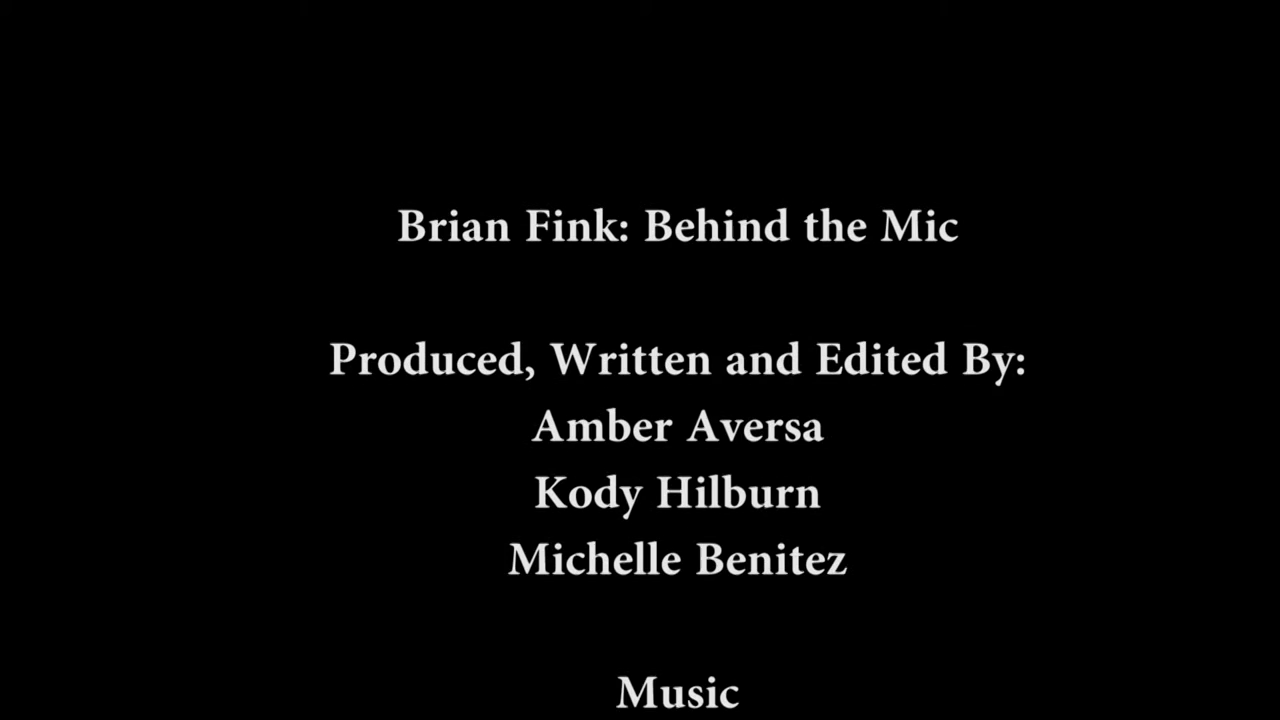 Brian Fink: Behind the Mic
Produced, Written and Edited By:
Amber Aversa
Kody Hilburn
Michelle Benitez
Music